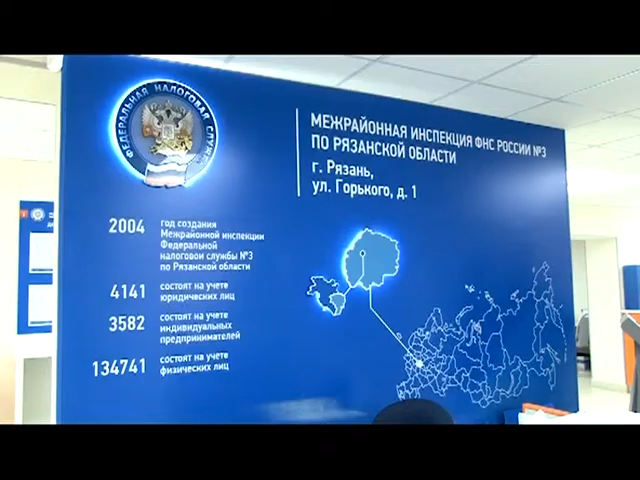 ФЕДЕРАЛЬНАЯ НАЛОГОВАЯ СЛУЖБА
МЕЖРАЙОННАЯ ИНСПЕКЦИЯ ФНС РОССИИ №3
ПО РЯЗАНСКОЙ ОБЛАСТИ
г. Рязань,
ул. Горького, д. 1
2004 год создания
Межрайонной инспекции
Федеральной
налоговой службы №3
по Рязанской области
4141 состоят на учете
юридических лиц
3582 состоят на учете
индивидуальных
предпринимателей
134741 состоят на учете
физических лиц